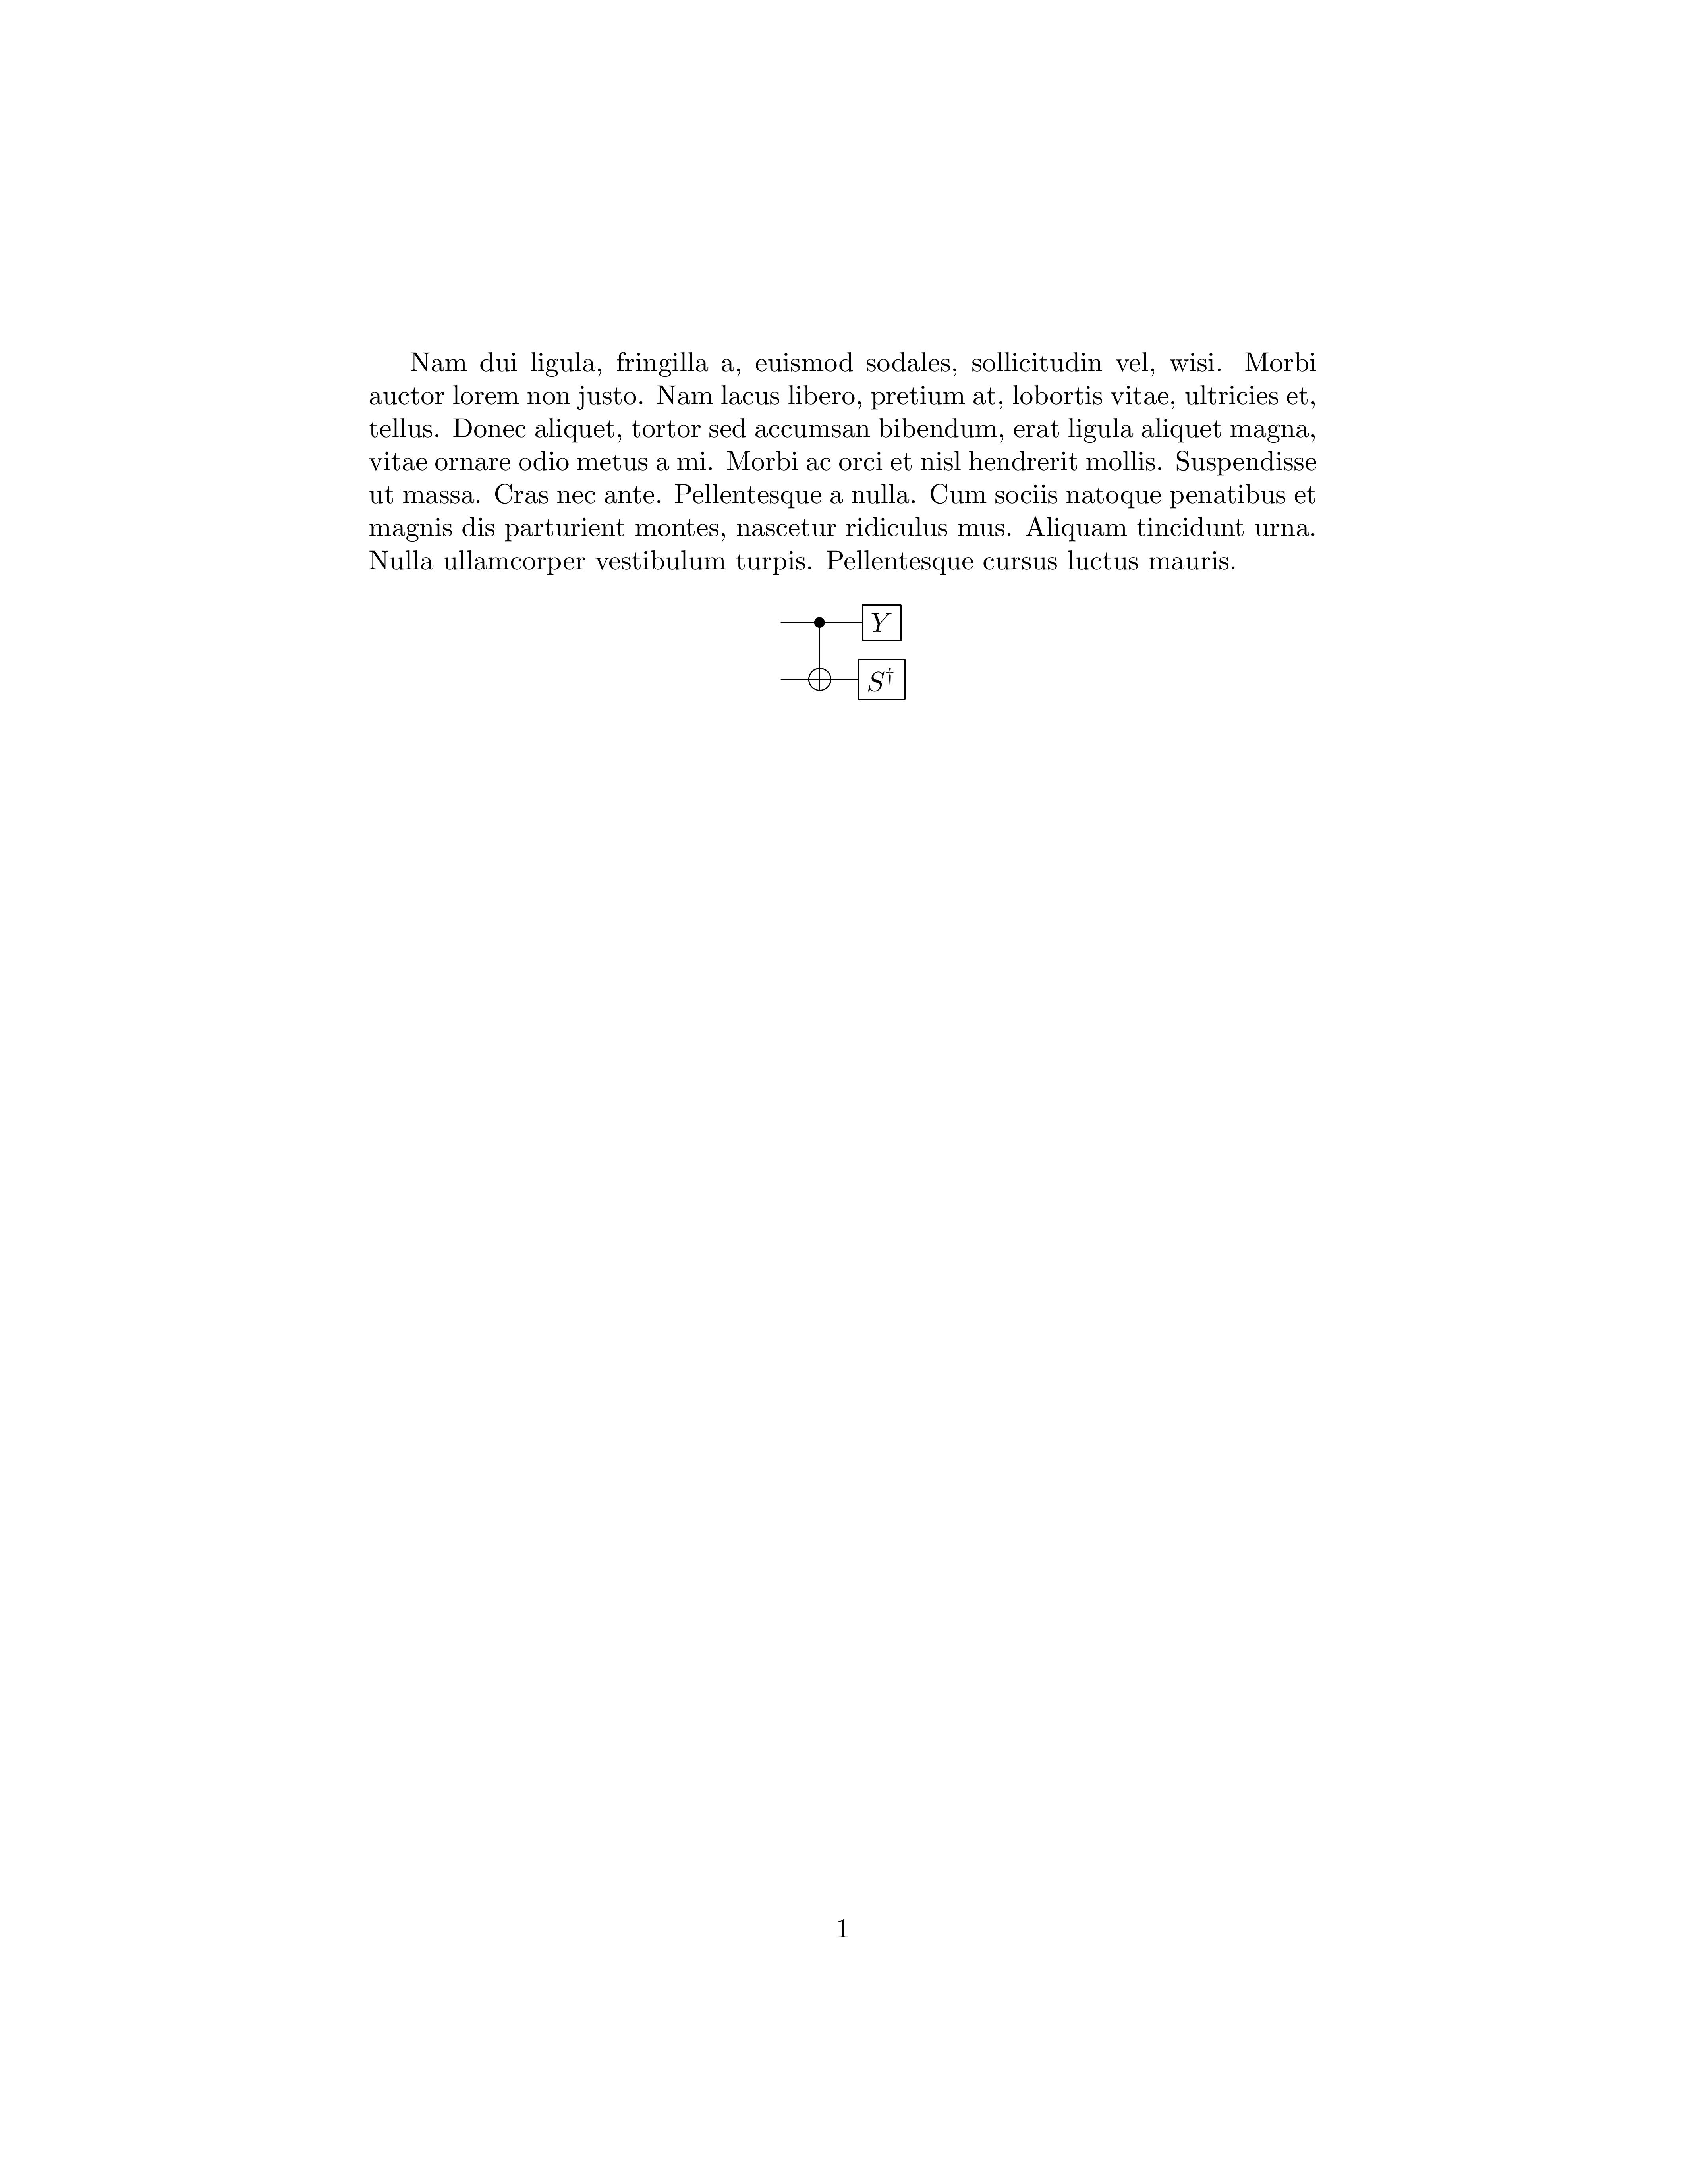 Nam dui ligula, fringilla a, euismod sodales, sollicitudin vel, wisi. Morbi
auctor lorem non justo. Nam lacus libero, pretium at, lobortis vitae, ultricies et,
tellus. Donec aliquet, tortor sed accumsan bibendum, erat ligula aliquet magna,
vitae ornare odio metus a mi. Morbi ac orci et nisl hendrerit mollis. Suspendisse
ut massa. Cras nec ante. Pellentesque a nulla. Cum sociis natoque penatibus et
magnis dis parturient montes, nascetur ridiculus mus. Aliquam tincidunt urna.
Nulla ullamcorper vestibulum turpis. Pellentesque cursus luctus mauris.
Y
S†
1